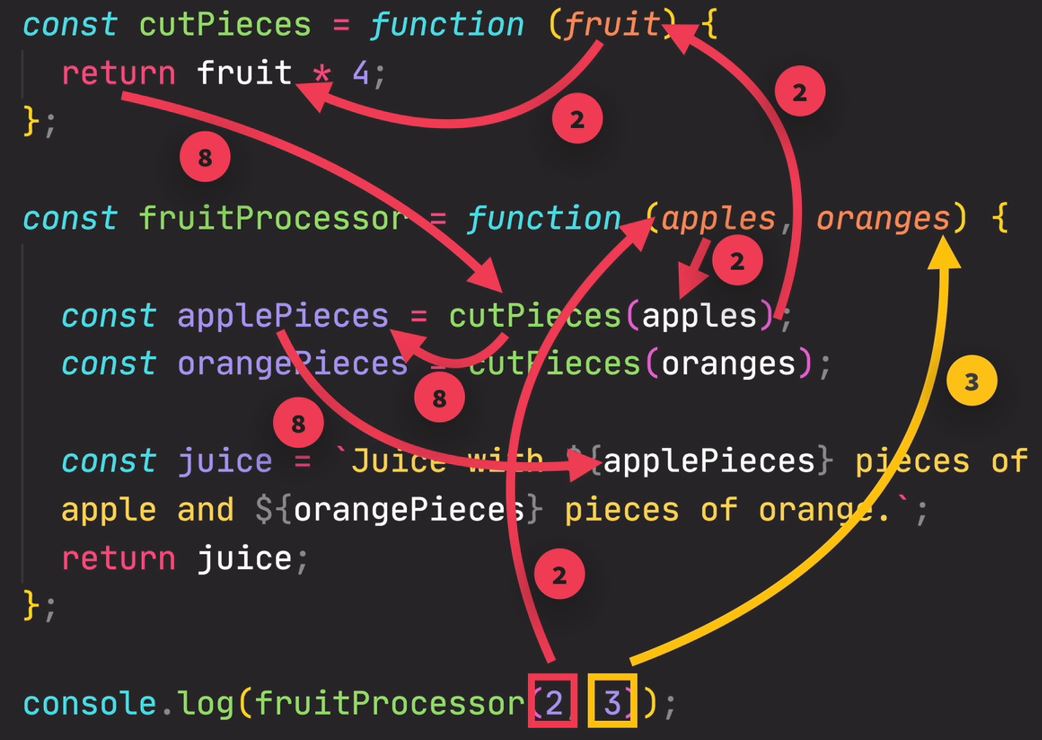 const cutPieces = function (fruit) {
  return fruit * 4;
};
2
2
8
const fruitProcessor = function (apples, oranges) {
2
  const applePieces = cutPieces(apples);
  const orangePieces = cutPieces(oranges);
3
8
8
  const juice = `Juice with ${applePieces} pieces of
  apple and ${orangePieces} pieces of orange.`;
  return juice;
2
};
console.log(fruitProcessor(2, 3));